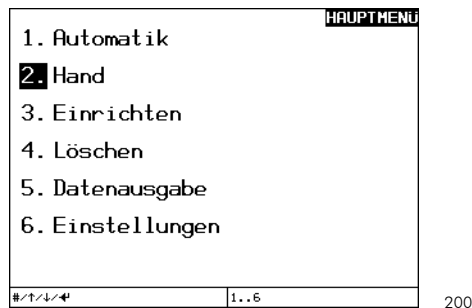 HAUPTMENÜ
1. Automatik
2. Hand
3. Einrichten
4. Löschen
5. Datenausgabe
6. Einstellungen
#/↑/↓/↵ 1..6
200